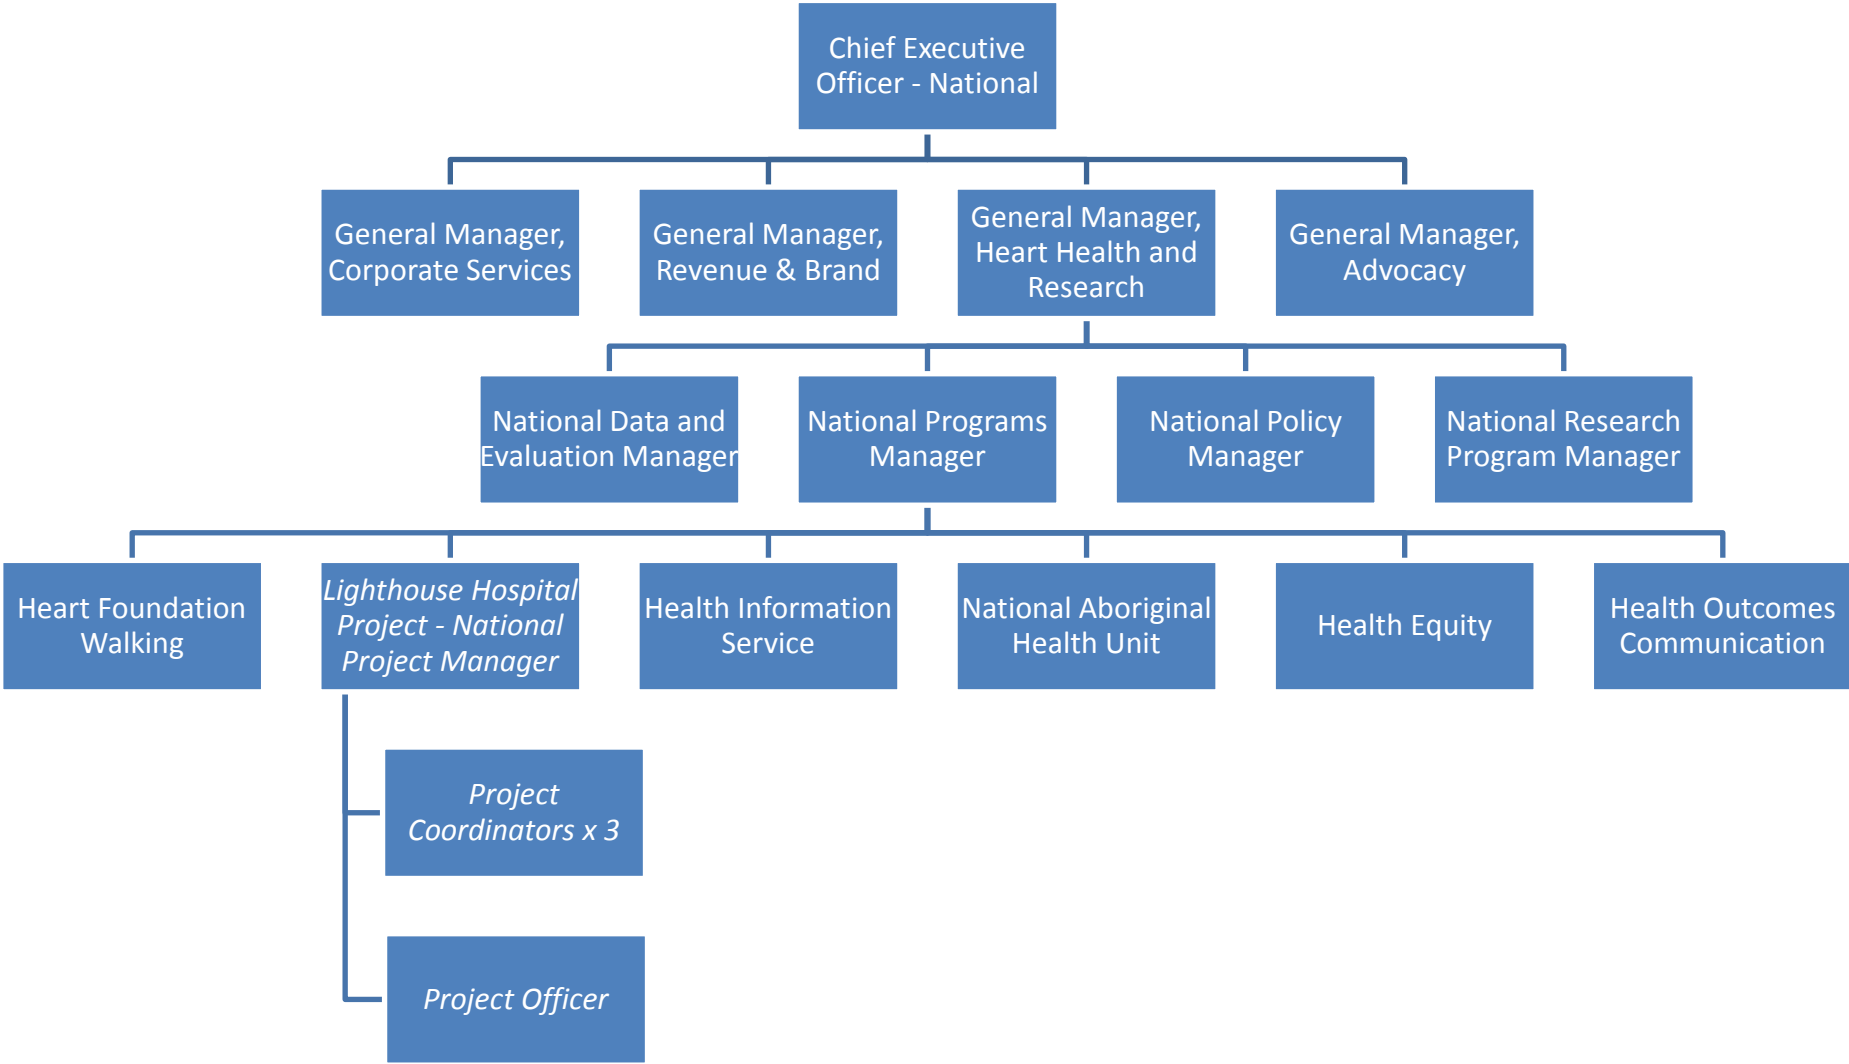 Chief Executive
Officer - National
General Manager,
Corporate Services
General Manager,
Revenue & Brand
General Manager,
Heart Health and
Research
General Manager,
Advocacy
National Data and
Evaluation Manager
National Programs
Manager
National Policy
Manager
National Research
Program Manager
Heart Foundation
Walking
Lighthouse Hospital
Project - National
Project Manager
Health Information
Service
National Aboriginal
Health Unit
Health Equity
Health Outcomes
Communication
Project
Coordinators x 3
Project Officer